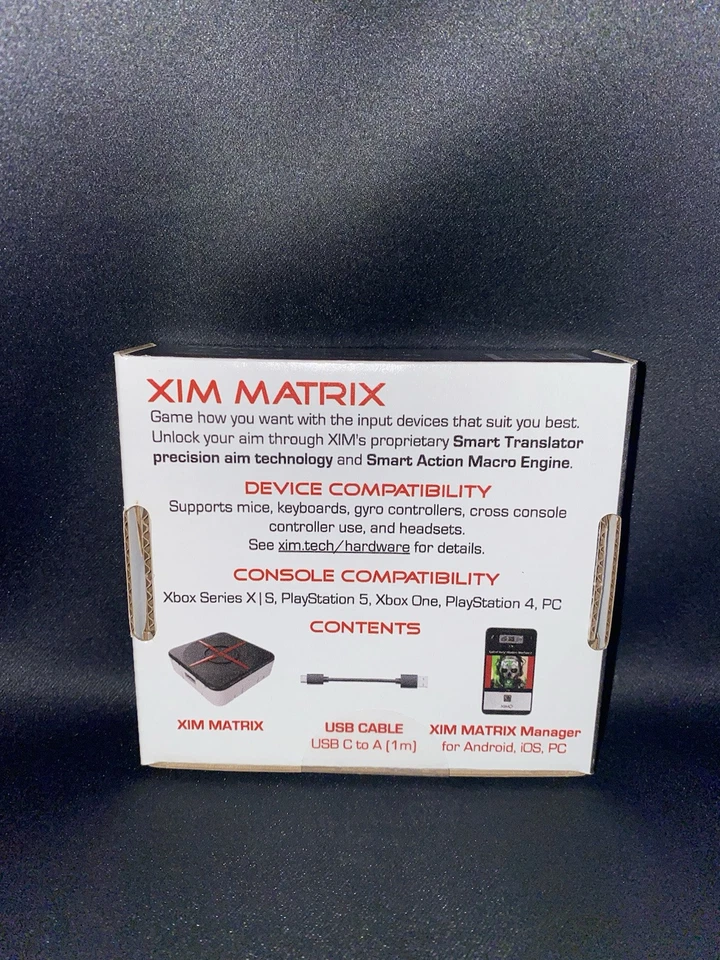 XIM MATRIX
Game how you want with the input devices that suit you best.
Unlock your aim through XIM's proprietary Smart Translator
precision aim technology and Smart Action Macro Engine.
DEVICE COMPATIBILITY
Supports mice, keyboards, gyro controllers, cross console
controller use, and headsets.
See xim.tech/hardware for details.
CONSOLE COMPATIBILITY
Xbox Series X|S, PlayStation 5, Xbox One, PlayStation 4, PC
CONTENTS
XIM MATRIX
USB CABLE
USB C to A (1m)
XIM MATRIX Manager
for Android, iOS, PC